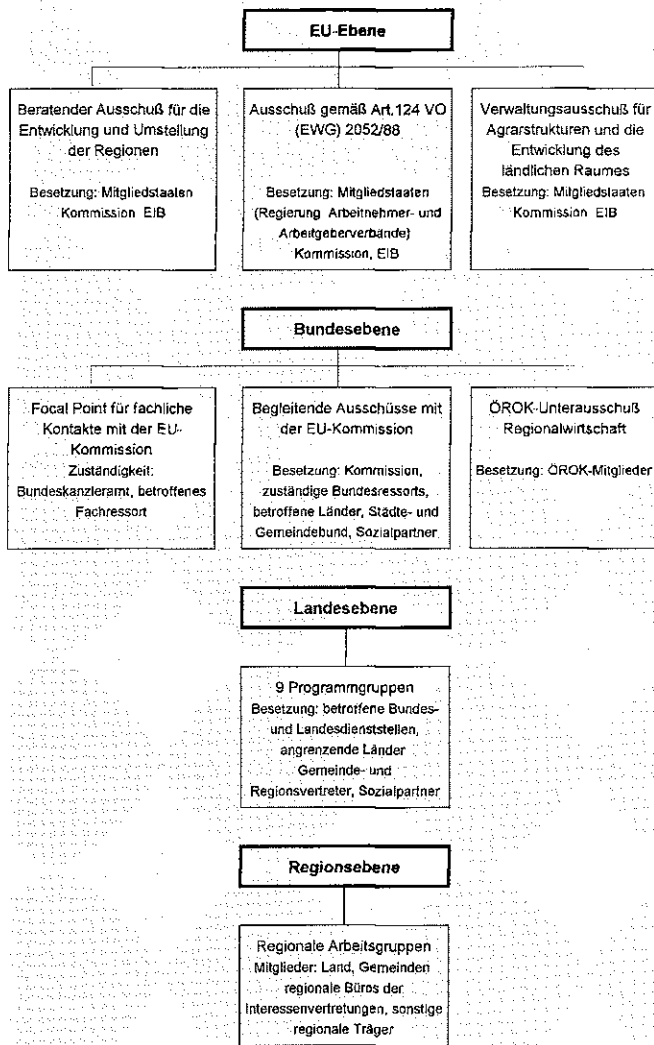 EU-Ebene
Beratender Ausschuß für die
Entwicklung und Umstellung
der Regionen
Besetzung: Mitgliedstaaten
Kommission EIB
Ausschuß gemäß Art.124 VO
(EWG) 2052/88
Besetzung: Mitgliedstaaten
(Regierung Arbeitnehmer- und
Arbeitgeberverbände)
Kommission, EIB
Verwaltungsausschuß für
Agrarstrukturen und die
Entwicklung des
ländlichen Raumes
Besetzung: Mitgliedstaaten
Kommission EIB
Bundesebene
Focal Point für fachliche
Kontakte mit der EU-
Kommission
Zuständigkeit:
Bundeskanzleramt, betroffenes
Fachressort
Begleitende Ausschüsse mit
der EU-Kommission
Besetzung: Kommission,
zuständige Bundesressorts,
betroffene Länder, Städte- und
Gemeindebund, Sozialpartner
ÖROK-Unterausschuß
Regionalwirtschaft
Besetzung: ÖROK-Mitglieder
Landesebene
9 Programmgruppen
Besetzung: betroffene Bundes-
und Landesdienststellen,
angrenzende Länder
Gemeinde- und
Regionsvertreter, Sozialpartner
Regionsebene
Regionale Arbeitsgruppen
Mitglieder: Land, Gemeinden
regionale Büros der
Interessenvertretungen, sonstige
regionale Träger